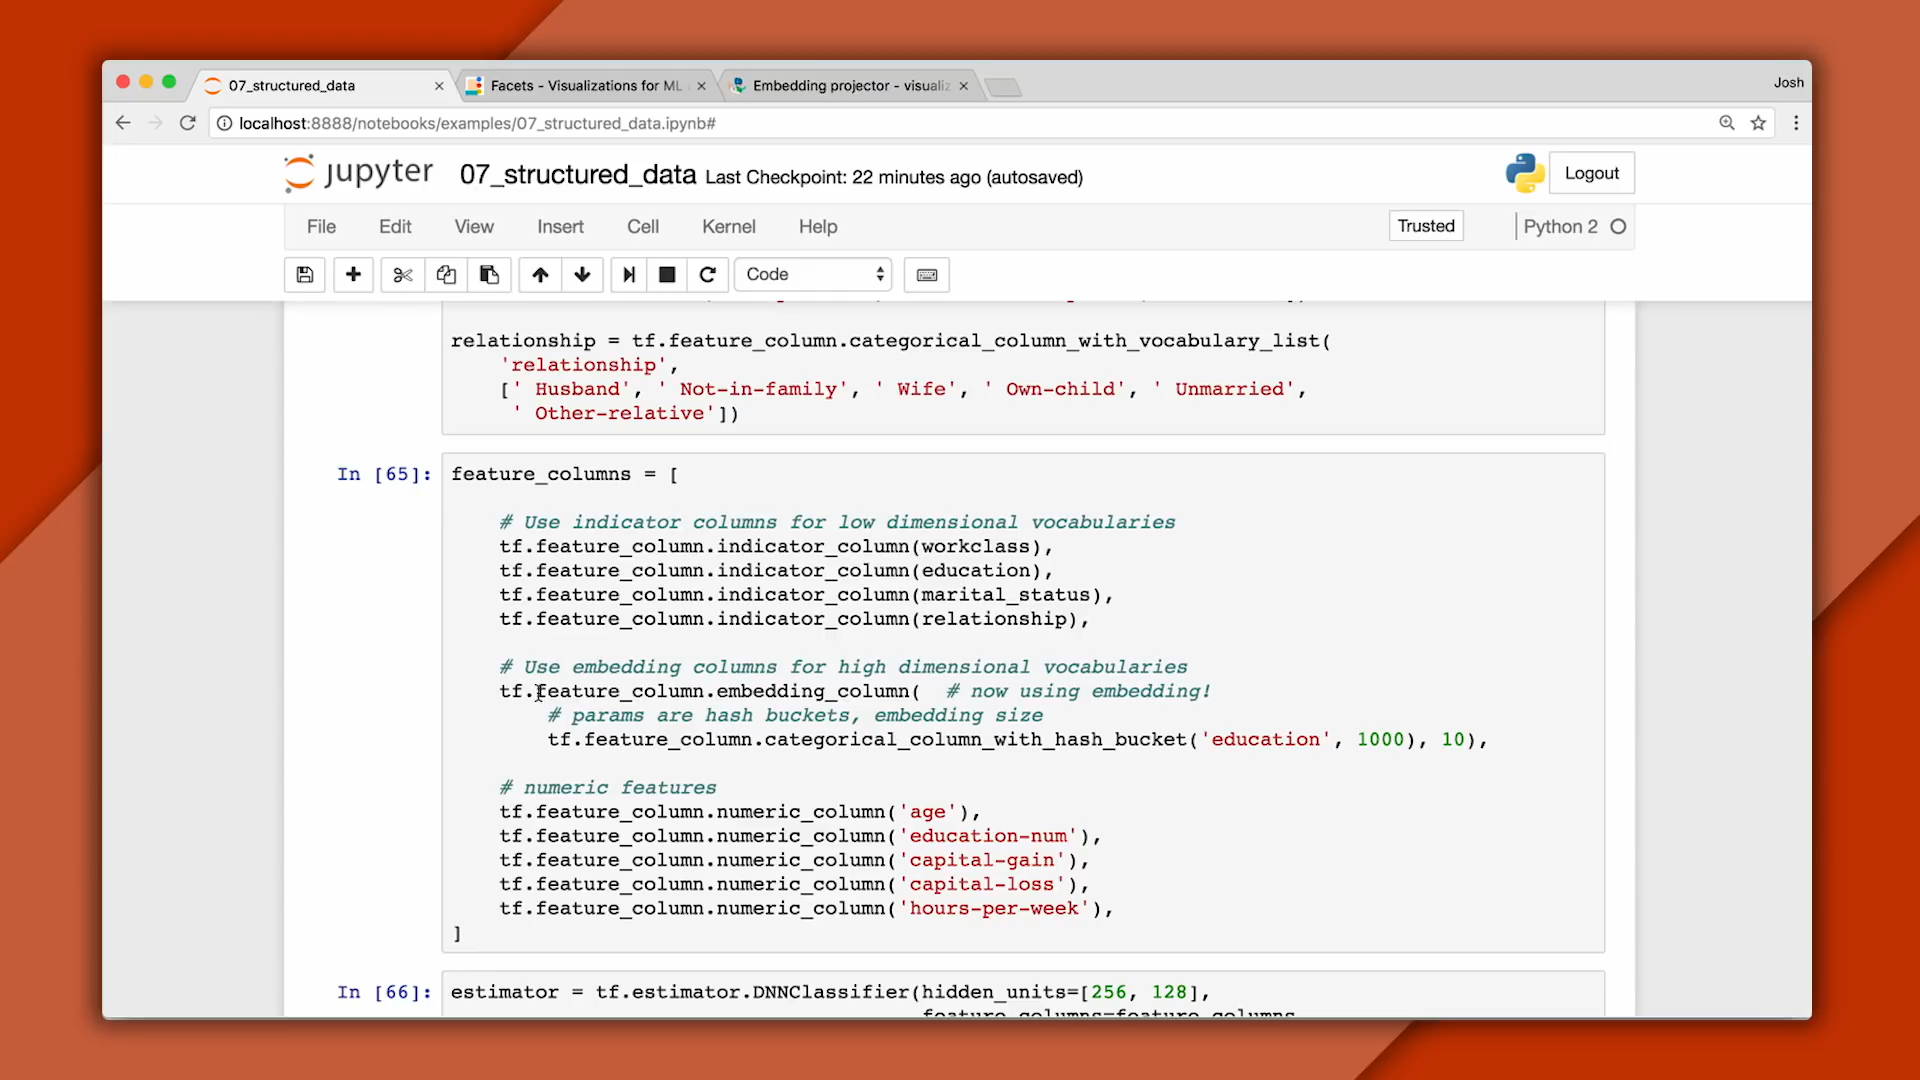 07_structured_data
Facets - Visualizations for ML
Embedding projector - visualiz
Josh
localhost:8888/notebooks/examples/07_structured_data.ipynb#
jupyter 07_structured_data Last Checkpoint: 22 minutes ago (autosaved)
Logout
File Edit View Insert Cell Kernel Help
Trusted
Python 2
Code
relationship = tf.feature_column.categorical_column_with_vocabulary_list(
'relationship',
[' Husband', ' Not-in-family', ' Wife', ' Own-child', ' Unmarried',
' Other-relative'])
In [65]: feature_columns = [
# Use indicator columns for low dimensional vocabularies
tf.feature_column.indicator_column(workclass),
tf.feature_column.indicator_column(education),
tf.feature_column.indicator_column(marital_status),
tf.feature_column.indicator_column(relationship),
# Use embedding columns for high dimensional vocabularies
tf.feature_column.embedding_column( # now using embedding!
# params are hash buckets, embedding size
tf.feature_column.categorical_column_with_hash_bucket('education', 1000), 10),
# numeric features
tf.feature_column.numeric_column('age'),
tf.feature_column.numeric_column('education-num'),
tf.feature_column.numeric_column('capital-gain'),
tf.feature_column.numeric_column('capital-loss'),
tf.feature_column.numeric_column('hours-per-week'),
]
In [66]: estimator = tf.estimator.DNNClassifier(hidden_units=[256, 128],
feature_columns=feature_columns